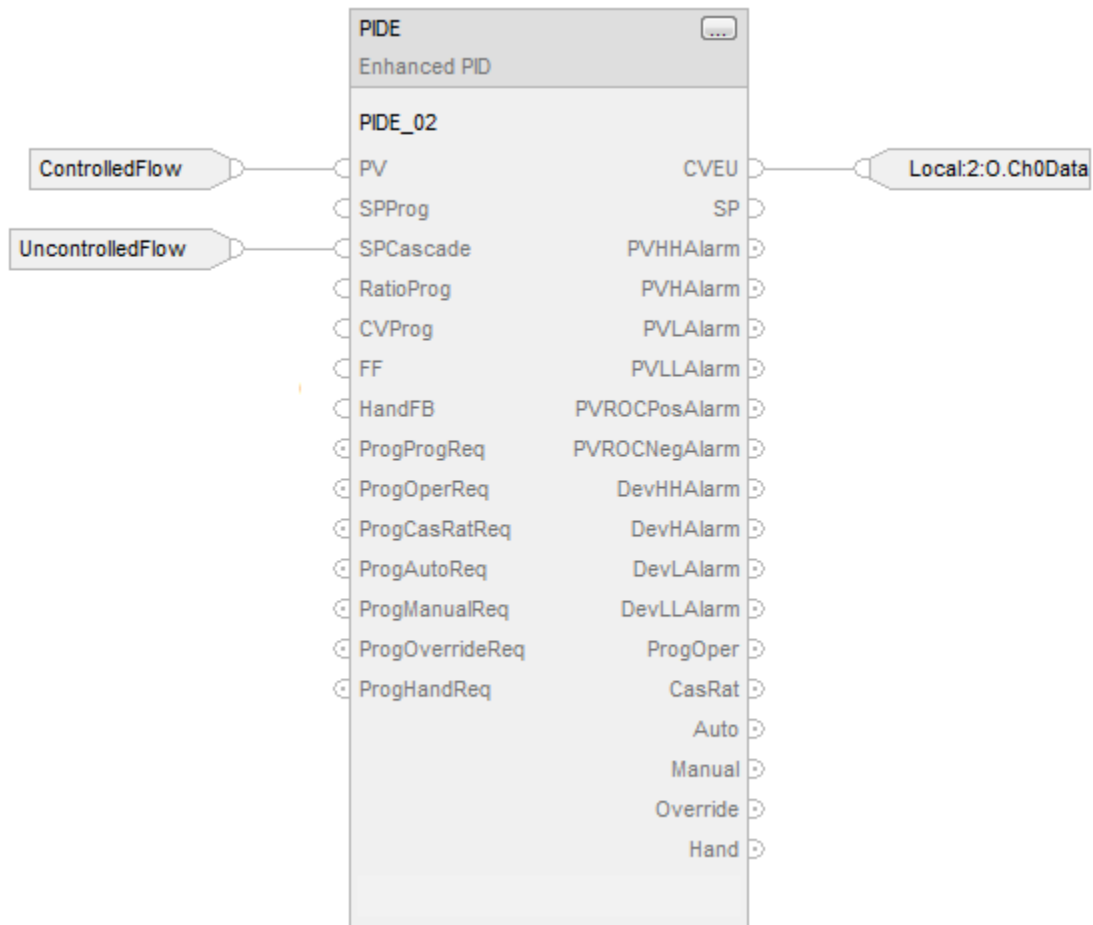 PIDE ...
Enhanced PID
PIDE_02
ControlledFlow PV CVEU Local:2:O.Ch0Data
SPProg SP
UncontrolledFlow SPCascade PVHHAlarm
RatioProg PVHAlarm
CVProg PVLAlarm
FF PVLLAlarm
HandFB PVROCPosAlarm
ProgProgReq PVROCNegAlarm
ProgOperReq DevHHAlarm
ProgCasRatReq DevHAlarm
ProgAutoReq DevLAlarm
ProgManualReq DevLLAlarm
ProgOverrideReq ProgOper
ProgHandReq CasRat
Auto
Manual
Override
Hand